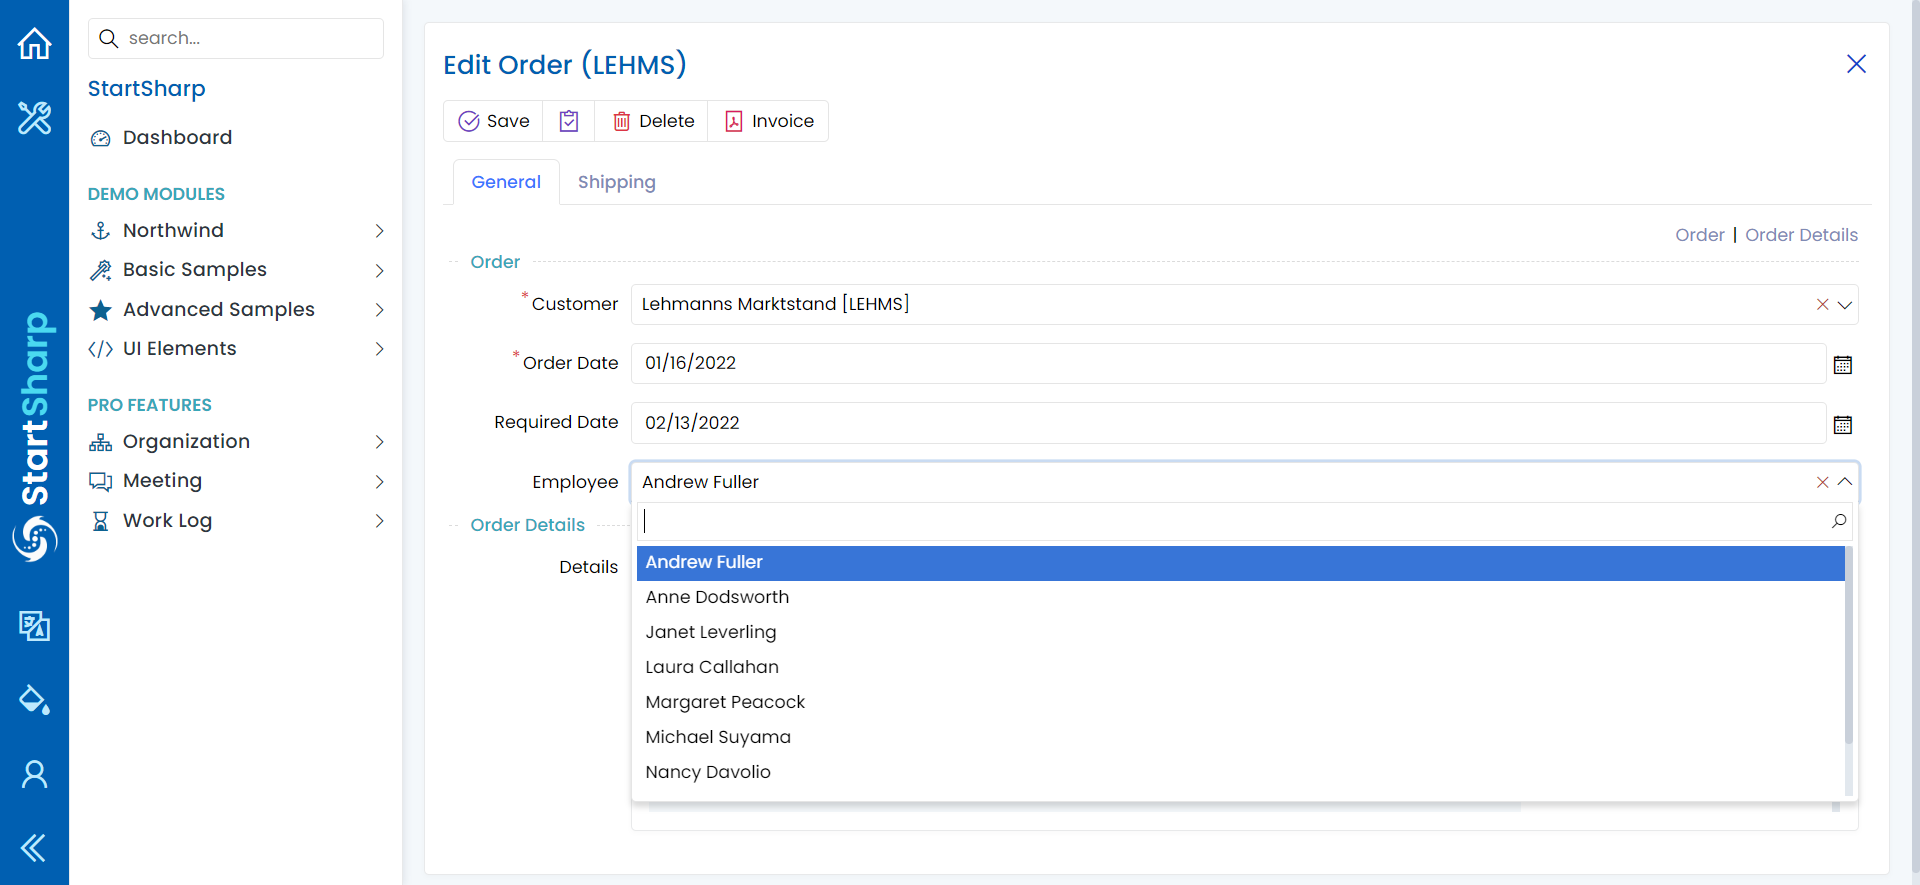 search...
StartSharp
Dashboard
DEMO MODULES
Northwind
Basic Samples
Advanced Samples
UI Elements
PRO FEATURES
Organization
Meeting
Work Log
StartSharp
Edit Order (LEHMS)
Save Delete Invoice
General Shipping
Order | Order Details
Order
*Customer Lehmanns Marktstand [LEHMS]
*Order Date 01/16/2022
Required Date 02/13/2022
Employee Andrew Fuller
Order Details
Details
Andrew Fuller
Anne Dodsworth
Janet Leverling
Laura Callahan
Margaret Peacock
Michael Suyama
Nancy Davolio